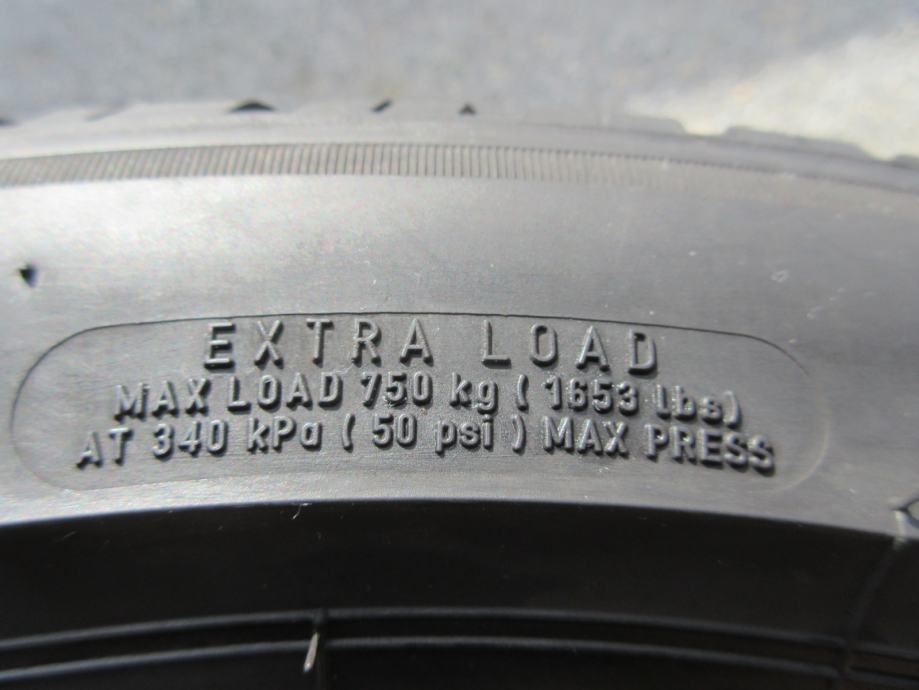 EXTRA LOAD
MAX LOAD 750 kg ( 1653 lbs)
AT 340 kPa ( 50 psi ) MAX PRESS